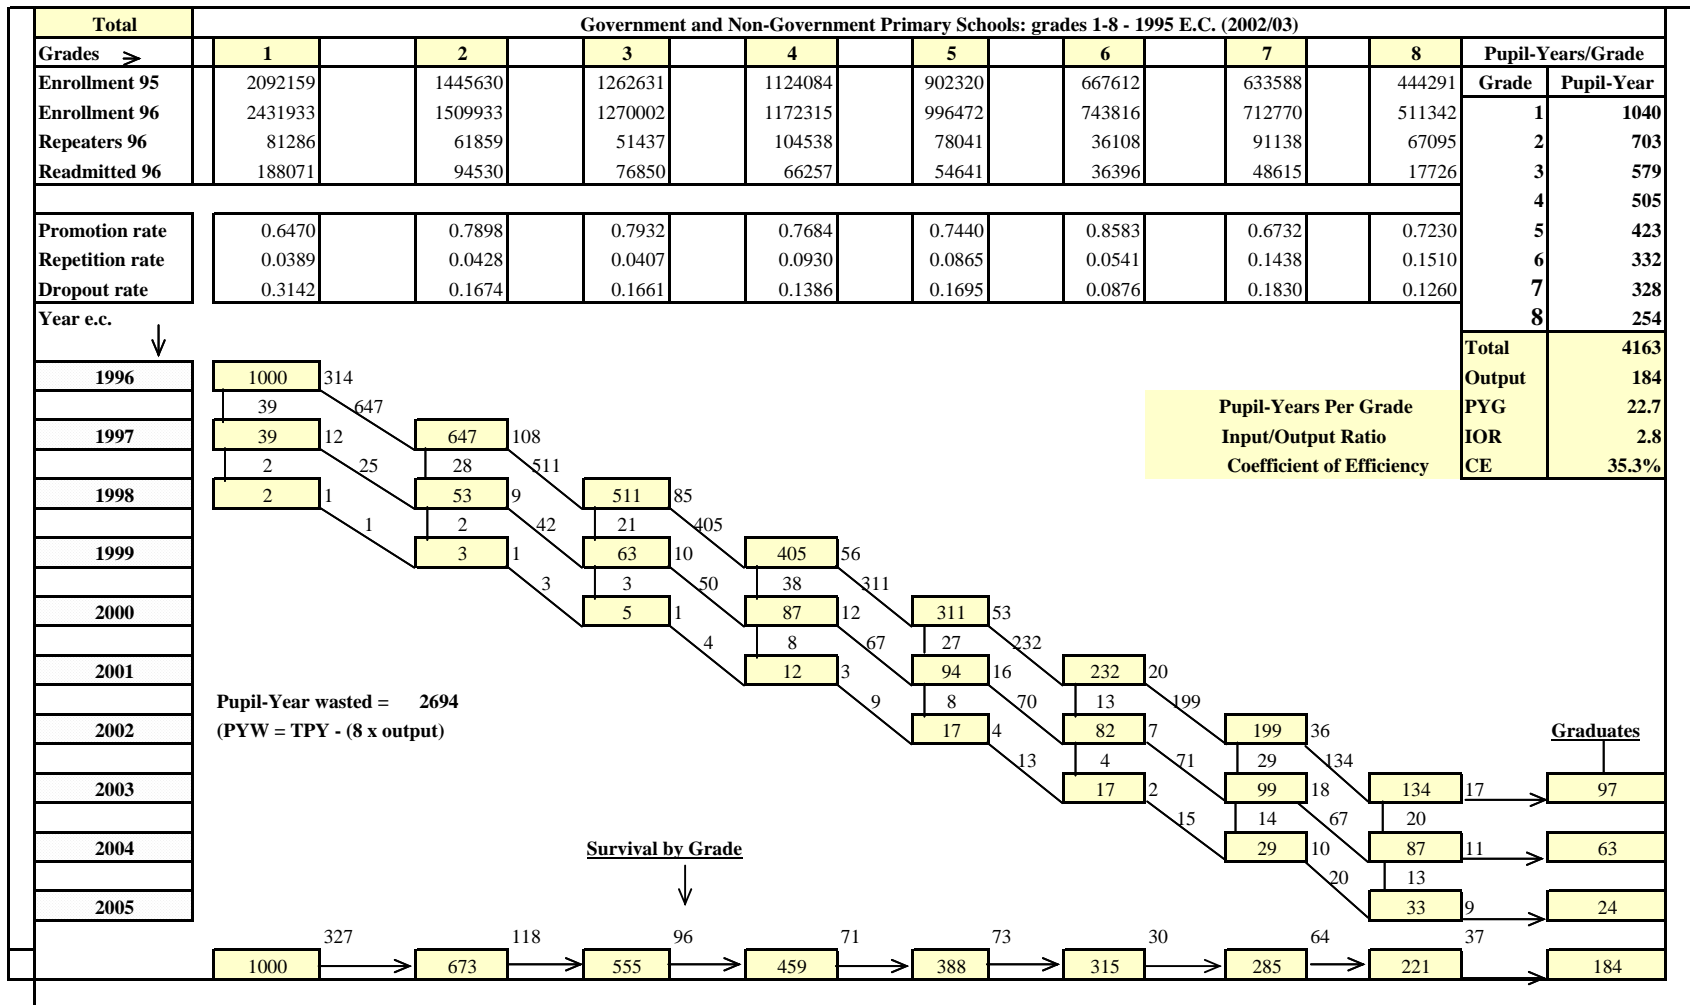 Total Government and Non-Government Primary Schools: grades 1-8 - 1995 E.C. (2002/03)
Grades 1 2 3 4 5 6 7 8 Pupil-Years/Grade
Enrollment 95 2092159 1445630 1262631 1124084 902320 667612 633588 444291 Grade Pupil-Year
Enrollment 96 2431933 1509933 1270002 1172315 996472 743816 712770 511342 1 1040
Repeaters 96 81286 61859 51437 104538 78041 36108 91138 67095 2 703
Readmitted 96 188071 94530 76850 66257 54641 36396 48615 17726 3 579
4 505
Promotion rate 0.6470 0.7898 0.7932 0.7684 0.7440 0.8583 0.6732 0.7230 5 423
Repetition rate 0.0389 0.0428 0.0407 0.0930 0.0865 0.0541 0.1438 0.1510 6 332
Dropout rate 0.3142 0.1674 0.1661 0.1386 0.1695 0.0876 0.1830 0.1260 7 328
Year e.c. 8 254
Total 4163
1996 1000 314 Output 184
39 647 Pupil-Years Per Grade PYG 22.7
1997 39 12 647 108 Input/Output Ratio IOR 2.8
2 25 28 511 Coefficient of Efficiency CE 35.3%
1998 2 1 53 9 511 85
1 2 42 21 405
1999 3 1 63 10 405 56
3 3 50 38 311
2000 5 1 87 12 311 53
4 8 67 27 232
2001 12 3 94 16 232 20
Pupil-Year wasted = 2694 9 8 70 13 199
2002 (PYW = TPY - (8 x output) 17 4 82 7 199 36 Graduates
13 4 71 29 134
2003 17 2 99 18 134 17 97
15 14 67 20
2004 Survival by Grade 29 10 87 11 63
20 13
2005 33 9 24
327 118 96 71 73 30 64 37
1000 673 555 459 388 315 285 221 184